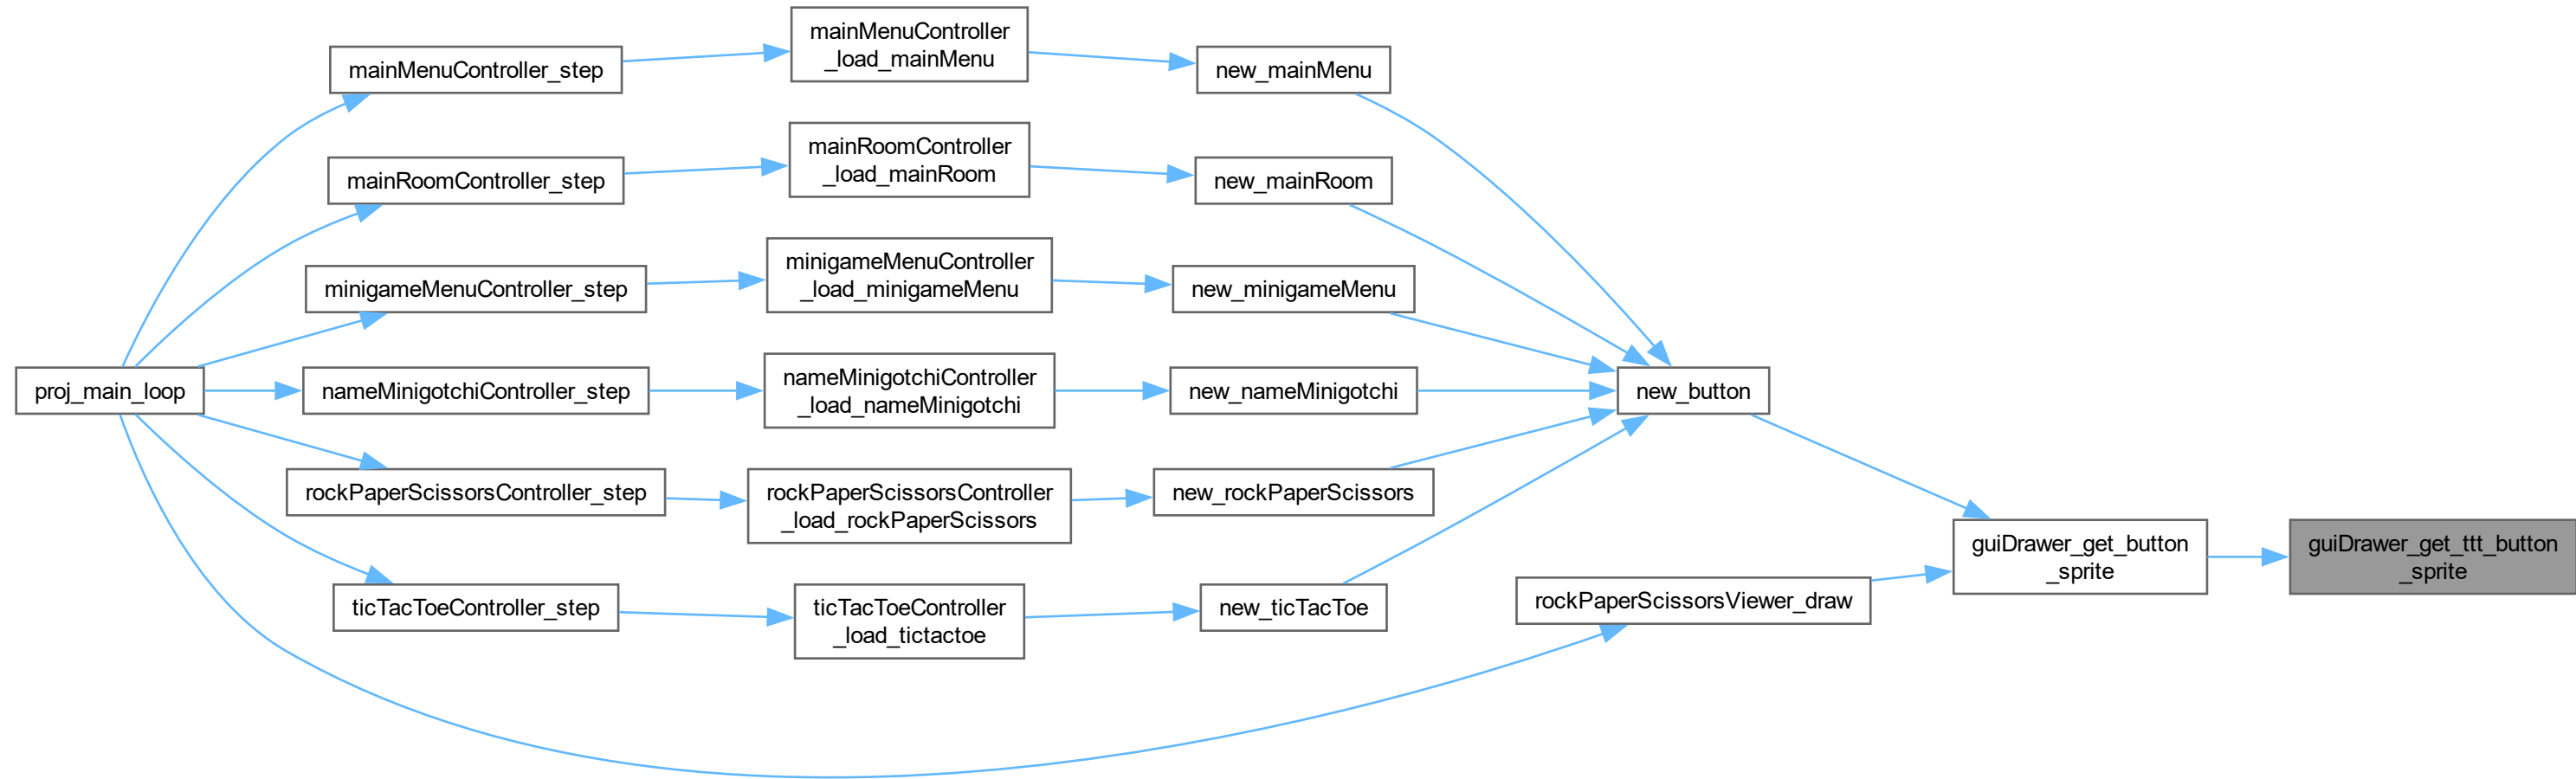 mainMenuController
_load_mainMenu
mainMenuController_step
new_mainMenu
mainRoomController
_load_mainRoom
mainRoomController_step
new_mainRoom
minigameMenuController
_load_minigameMenu
minigameMenuController_step
new_minigameMenu
proj_main_loop
nameMinigotchiController_step
nameMinigotchiController
_load_nameMinigotchi
new_nameMinigotchi
new_button
rockPaperScissorsController_step
rockPaperScissorsController
_load_rockPaperScissors
new_rockPaperScissors
guiDrawer_get_button
_sprite
guiDrawer_get_ttt_button
_sprite
ticTacToeController_step
ticTacToeController
_load_tictactoe
new_ticTacToe
rockPaperScissorsViewer_draw